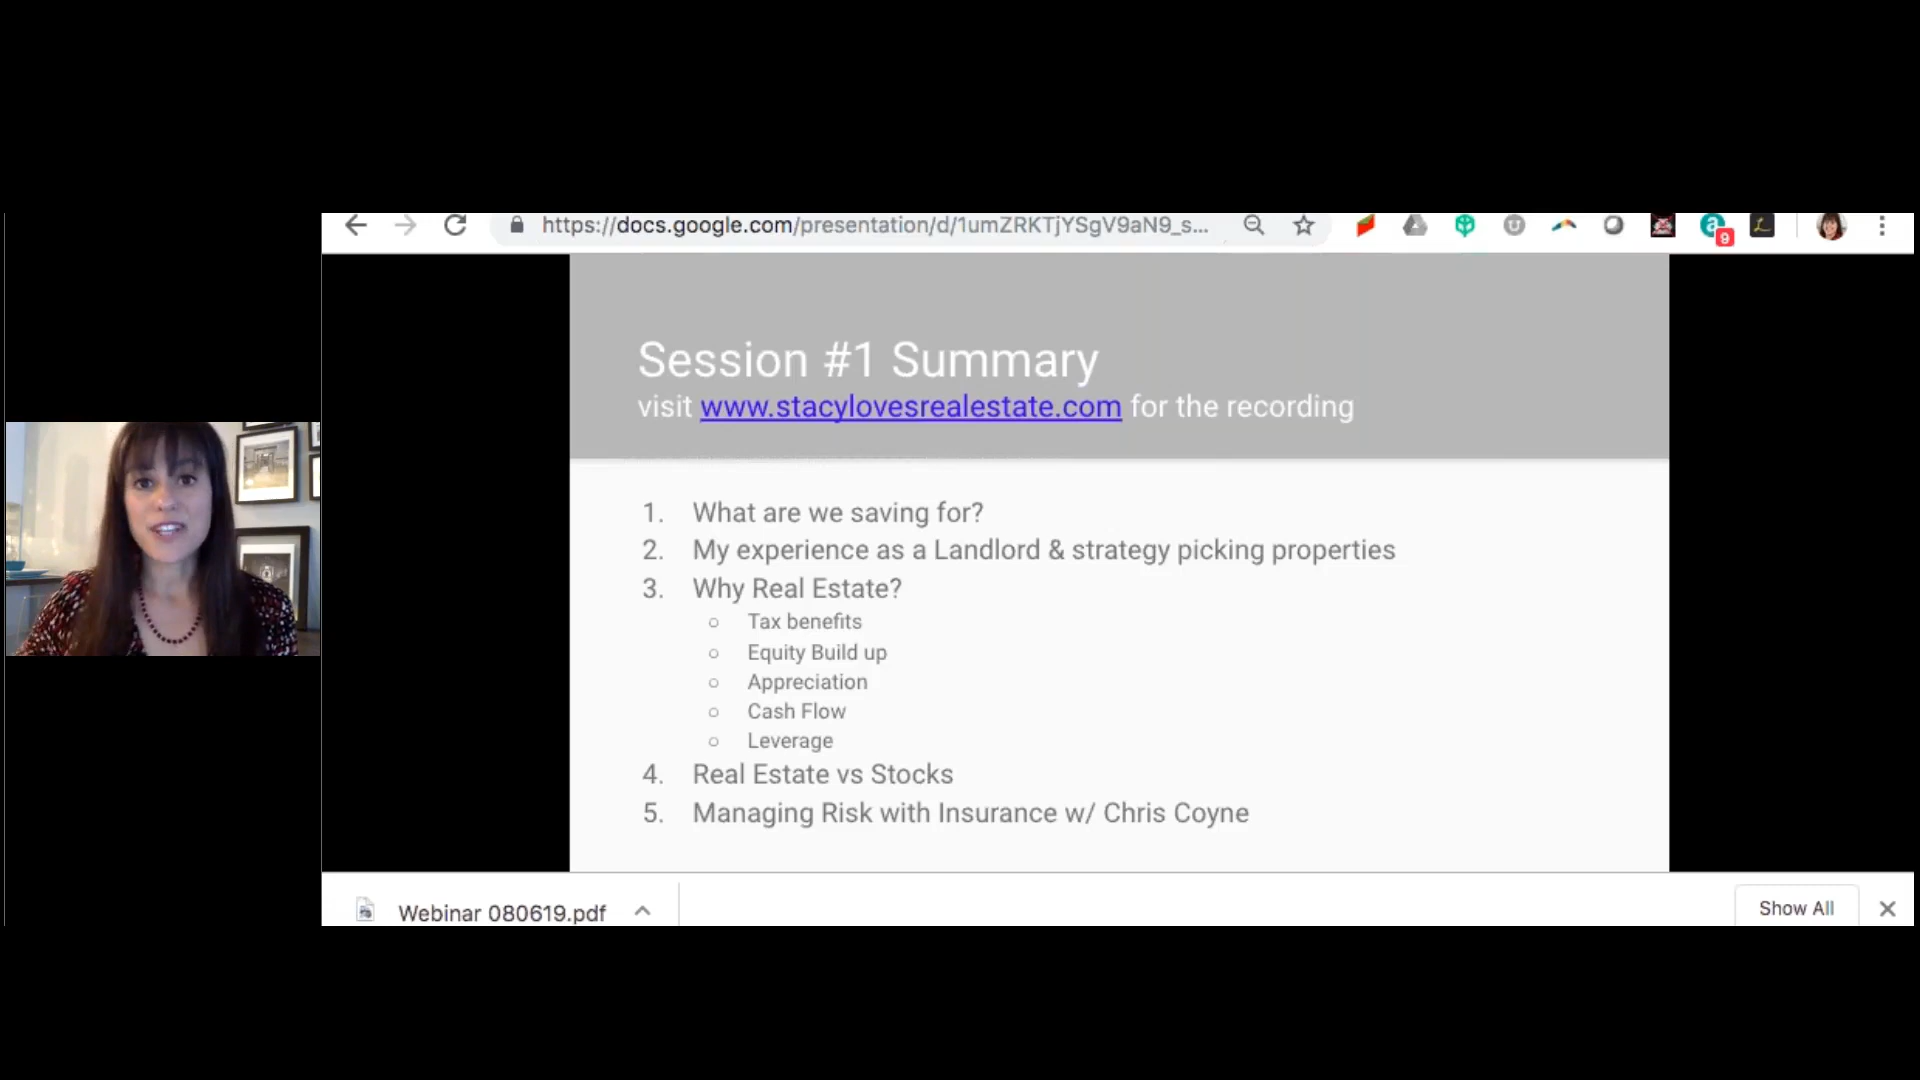 https://docs.google.com/presentation/d/1umZRKTjYSgV9aN9_s...
9
Session #1 Summary
visit www.stacylovesrealestate.com for the recording
1. What are we saving for?
2. My experience as a Landlord & strategy picking properties
3. Why Real Estate?
○ Tax benefits
○ Equity Build up
○ Appreciation
○ Cash Flow
○ Leverage
4. Real Estate vs Stocks
5. Managing Risk with Insurance w/ Chris Coyne
Webinar 080619.pdf
Show All